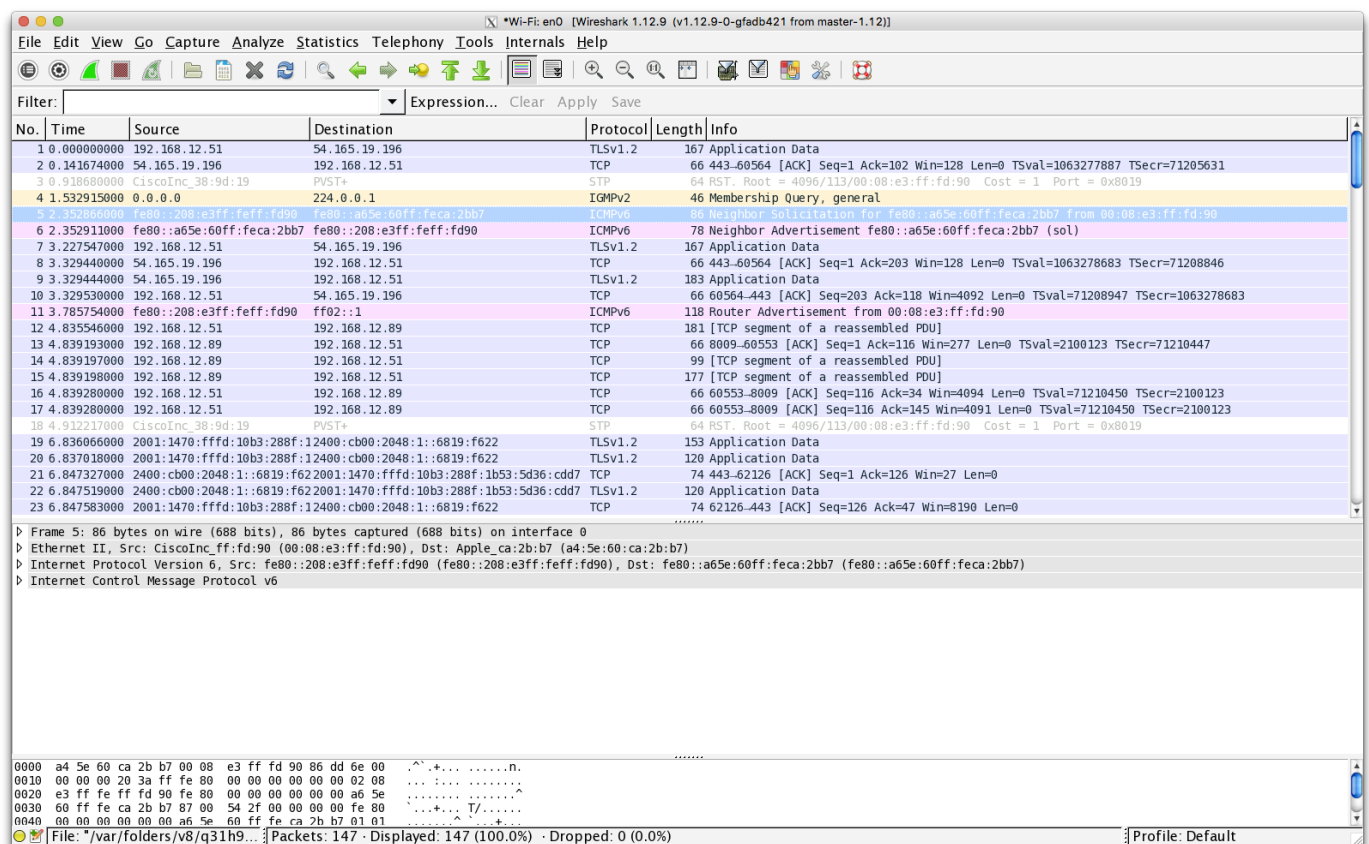 *Wi-Fi: en0 [Wireshark 1.12.9 (v1.12.9-0-gfadb421 from master-1.12)]
File Edit View Go Capture Analyze Statistics Telephony Tools Internals Help
Filter: Expression... Clear Apply Save
No. Time Source Destination Protocol Length Info
1 0.000000000 192.168.12.51 54.165.19.196 TLSv1.2 167 Application Data
2 0.141674000 54.165.19.196 192.168.12.51 TCP 66 443→60564 [ACK] Seq=1 Ack=102 Win=128 Len=0 TSval=1063277887 TSecr=71205631
3 0.918680000 CiscoInc_38:9d:19 PVST+ STP 64 RST. Root = 4096/113/00:08:e3:ff:fd:90 Cost = 1 Port = 0x8019
4 1.532915000 0.0.0.0 224.0.0.1 IGMPv2 46 Membership Query, general
5 2.352866000 fe80::208:e3ff:feff:fd90 fe80::a65e:60ff:feca:2bb7 ICMPv6 86 Neighbor Solicitation for fe80::a65e:60ff:feca:2bb7 from 00:08:e3:ff:fd:90
6 2.352911000 fe80::a65e:60ff:feca:2bb7 fe80::208:e3ff:feff:fd90 ICMPv6 78 Neighbor Advertisement fe80::a65e:60ff:feca:2bb7 (sol)
7 3.227547000 192.168.12.51 54.165.19.196 TLSv1.2 167 Application Data
8 3.329440000 54.165.19.196 192.168.12.51 TCP 66 443→60564 [ACK] Seq=1 Ack=203 Win=128 Len=0 TSval=1063278683 TSecr=71208846
9 3.329444000 54.165.19.196 192.168.12.51 TLSv1.2 183 Application Data
10 3.329530000 192.168.12.51 54.165.19.196 TCP 66 60564→443 [ACK] Seq=203 Ack=118 Win=4092 Len=0 TSval=71208947 TSecr=1063278683
11 3.785754000 fe80::208:e3ff:feff:fd90 ff02::1 ICMPv6 118 Router Advertisement from 00:08:e3:ff:fd:90
12 4.835546000 192.168.12.51 192.168.12.89 TCP 181 [TCP segment of a reassembled PDU]
13 4.839193000 192.168.12.89 192.168.12.51 TCP 66 8009→60553 [ACK] Seq=1 Ack=116 Win=277 Len=0 TSval=2100123 TSecr=71210447
14 4.839197000 192.168.12.89 192.168.12.51 TCP 99 [TCP segment of a reassembled PDU]
15 4.839198000 192.168.12.89 192.168.12.51 TCP 177 [TCP segment of a reassembled PDU]
16 4.839280000 192.168.12.51 192.168.12.89 TCP 66 60553→8009 [ACK] Seq=116 Ack=34 Win=4094 Len=0 TSval=71210450 TSecr=2100123
17 4.839280000 192.168.12.51 192.168.12.89 TCP 66 60553→8009 [ACK] Seq=116 Ack=145 Win=4091 Len=0 TSval=71210450 TSecr=2100123
18 4.912217000 CiscoInc_38:9d:19 PVST+ STP 64 RST. Root = 4096/113/00:08:e3:ff:fd:90 Cost = 1 Port = 0x8019
19 6.836066000 2001:1470:fffd:10b3:288f:1 2400:cb00:2048:1::6819:f622 TLSv1.2 153 Application Data
20 6.837018000 2001:1470:fffd:10b3:288f:1 2400:cb00:2048:1::6819:f622 TLSv1.2 120 Application Data
21 6.847327000 2400:cb00:2048:1::6819:f62 2001:1470:fffd:10b3:288f:1b53:5d36:cdd7 TCP 74 443→62126 [ACK] Seq=1 Ack=126 Win=27 Len=0
22 6.847519000 2400:cb00:2048:1::6819:f62 2001:1470:fffd:10b3:288f:1b53:5d36:cdd7 TLSv1.2 120 Application Data
23 6.847583000 2001:1470:fffd:10b3:288f:1 2400:cb00:2048:1::6819:f622 TCP 74 62126→443 [ACK] Seq=126 Ack=47 Win=8190 Len=0
Frame 5: 86 bytes on wire (688 bits), 86 bytes captured (688 bits) on interface 0
Ethernet II, Src: CiscoInc_ff:fd:90 (00:08:e3:ff:fd:90), Dst: Apple_ca:2b:b7 (a4:5e:60:ca:2b:b7)
Internet Protocol Version 6, Src: fe80::208:e3ff:feff:fd90 (fe80::208:e3ff:feff:fd90), Dst: fe80::a65e:60ff:feca:2bb7 (fe80::a65e:60ff:feca:2bb7)
Internet Control Message Protocol v6
0000 a4 5e 60 ca 2b b7 00 08 e3 ff fd 90 86 dd 6e 00 .^`.+... ......n.
0010 00 00 00 20 3a ff fe 80 00 00 00 00 00 00 02 08 ... :... ........
0020 e3 ff fe ff fd 90 fe 80 00 00 00 00 00 00 a6 5e ........ .......^
0030 60 ff fe ca 2b b7 87 00 54 2f 00 00 00 00 fe 80 `...+... T/......
0040 00 00 00 00 00 00 a6 5e 60 ff fe ca 2b b7 01 01 .......^ `...+...
File: "/var/folders/v8/q31h9... Packets: 147 · Displayed: 147 (100.0%) · Dropped: 0 (0.0%) Profile: Default